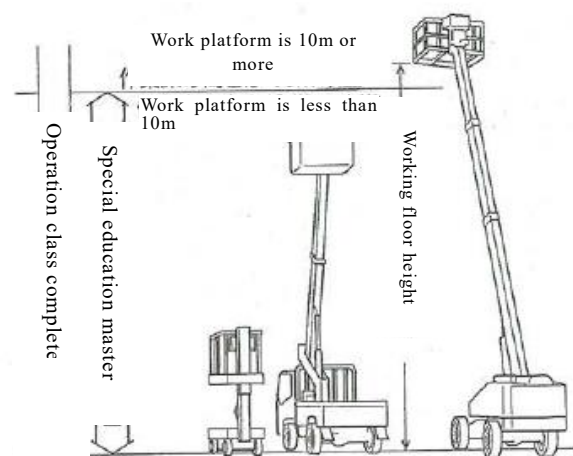 Work platform is 10m or
more
Work platform is less than
10m
Operation class complete
Special education master
Working floor height